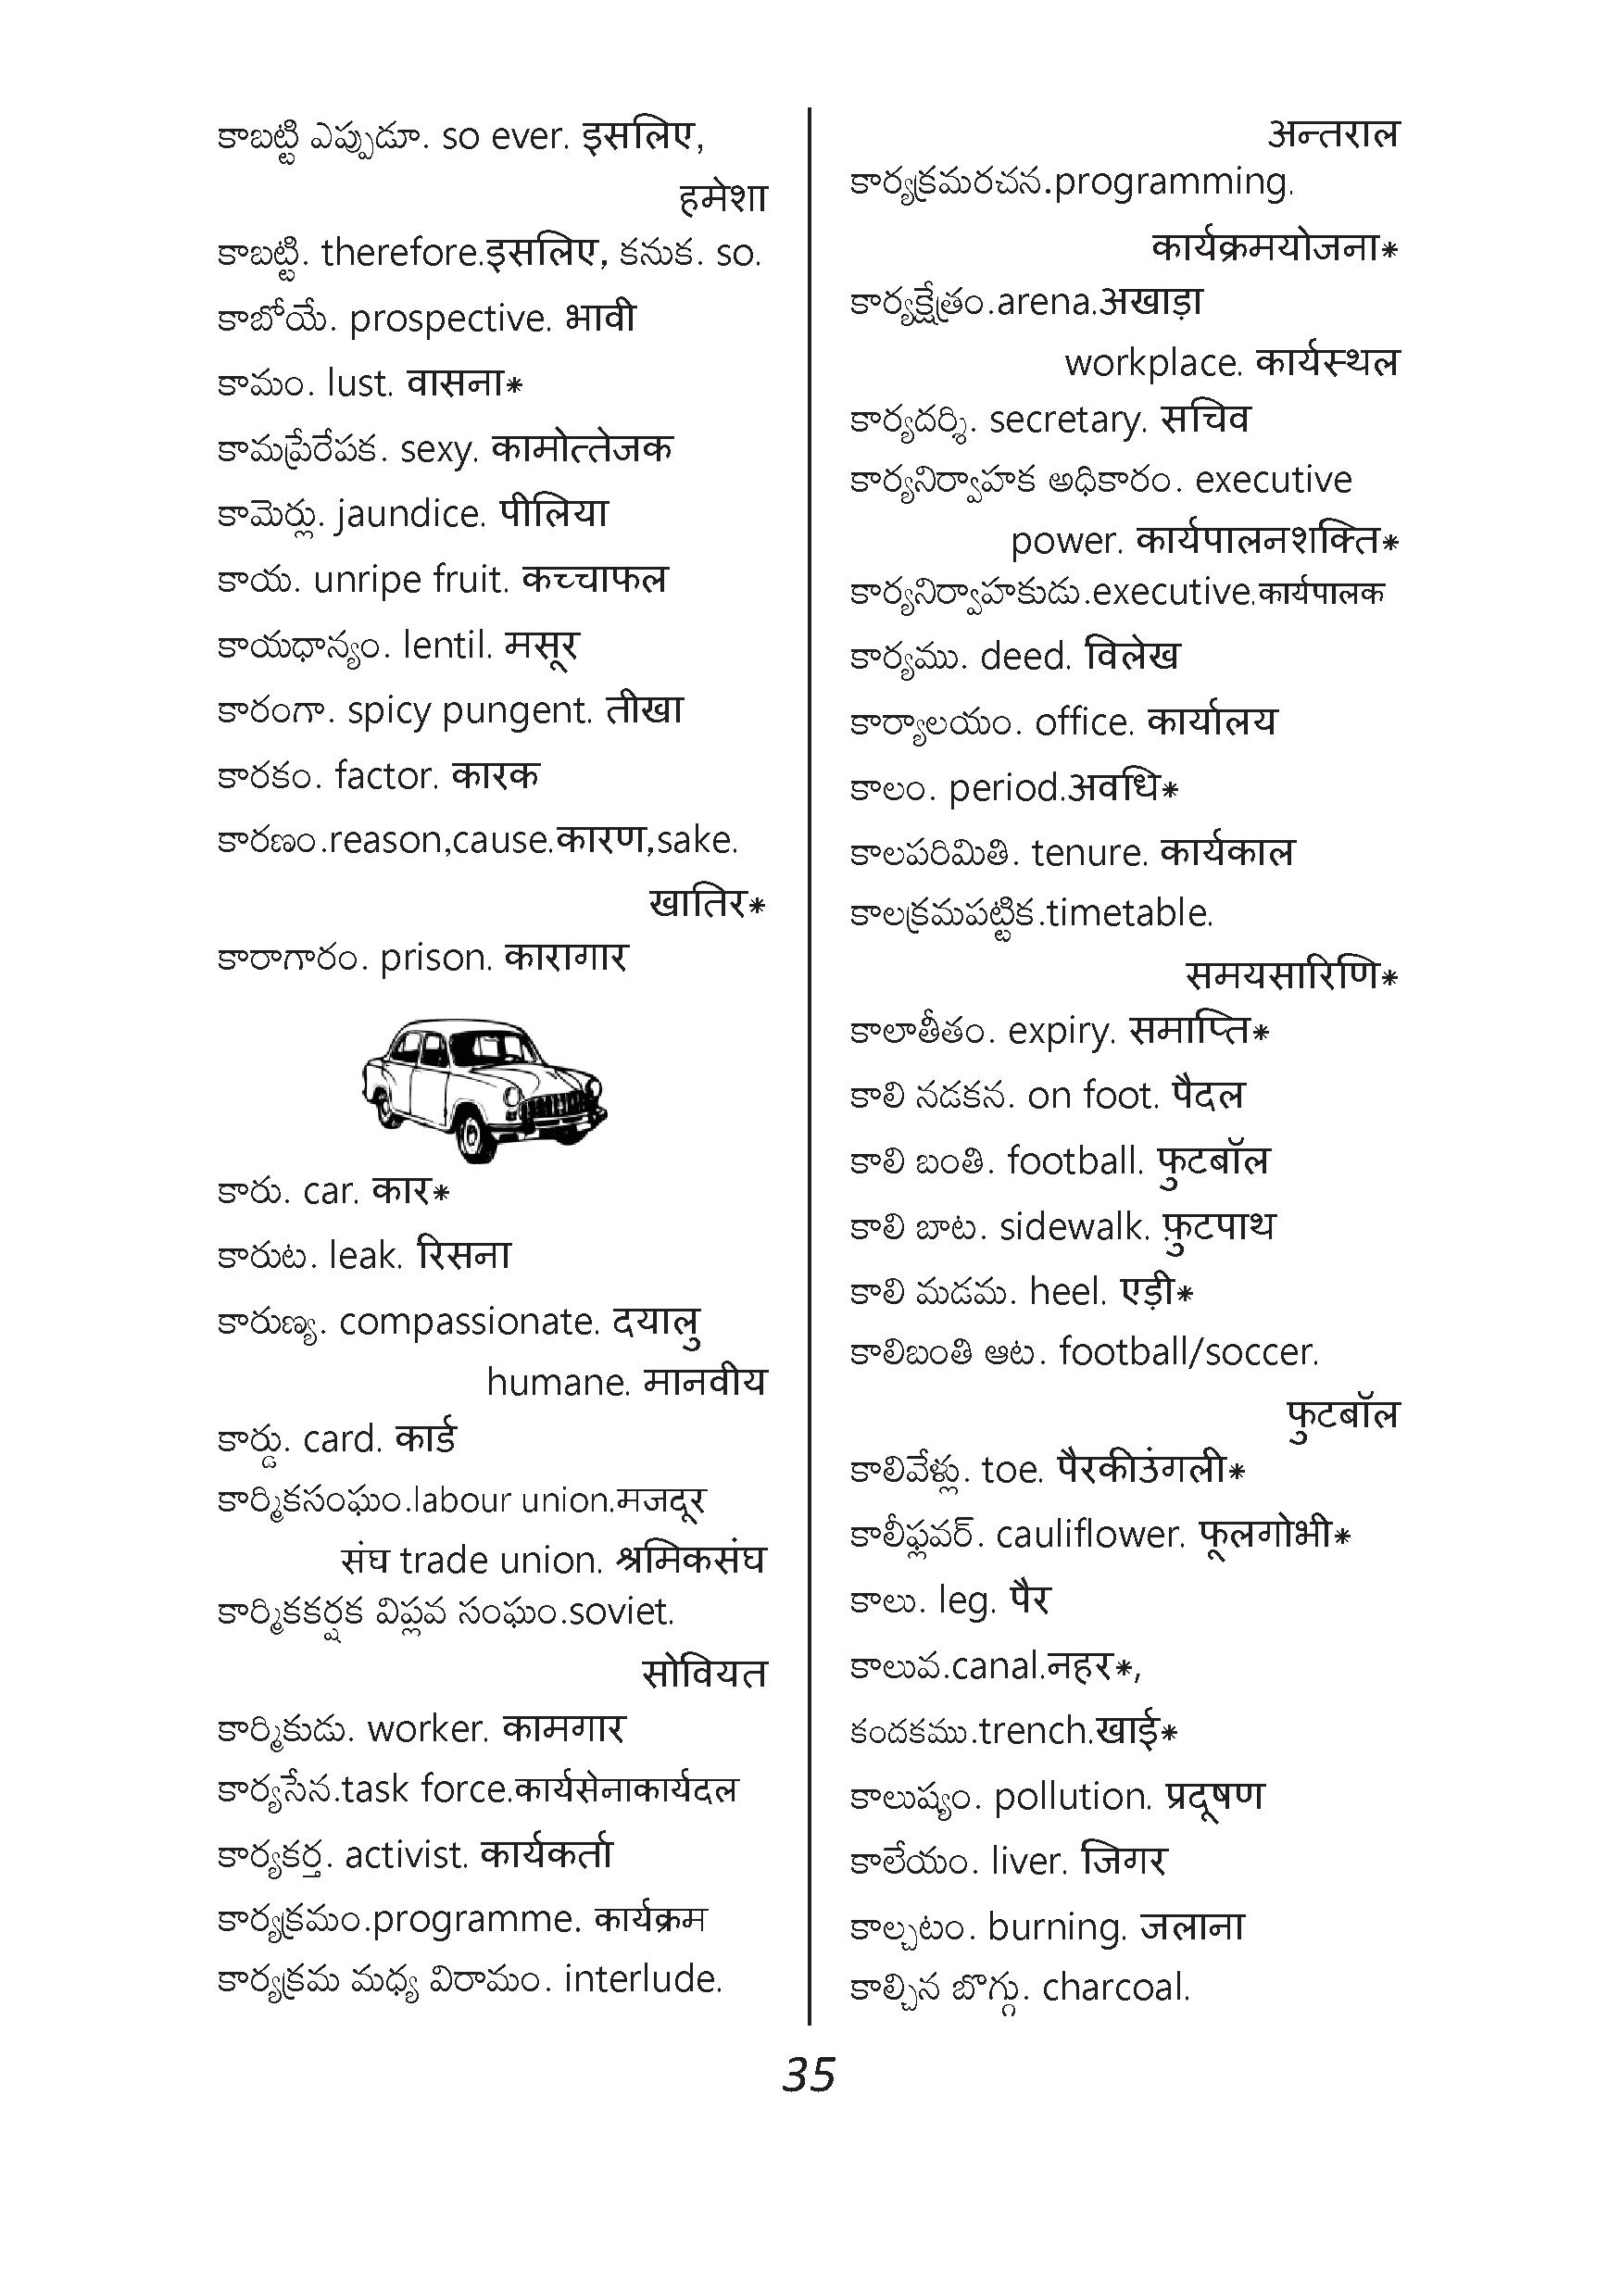 కాబట్టి ఎప్పుడూ. so ever. इसलिए,
हमेशा
కాబట్టి. therefore.इसलिए, కనుక. so.
కాబోయే. prospective. भावी
కామం. lust. वासना*
కామప్రేరేపక. sexy. कामोत्तेजक
కామెర్లు. jaundice. पीलिया
కాయ. unripe fruit. कच्चाफल
కాయధాన్యం. lentil. मसूर
కారంగా. spicy pungent. तीखा
కారకం. factor. कारक
కారణం.reason,cause.कारण,sake.
खातिर*
కారాగారం. prison. कारागार
కారు. car. कार*
కారుట. leak. रिसना
కారుణ్య. compassionate. दयालु
humane. मानवीय
కార్డు. card. कार्ड
కార్మికసంఘం.labour union.मजदूर
संघ trade union. श्रमिकसंघ
కార్మికకర్షక విప్లవ సంఘం.soviet.
सोवियत
కార్మికుడు. worker. कामगार
కార్యసేన.task force.कार्यसेनाकार्यदल
కార్యకర్త. activist. कार्यकर्ता
కార్యక్రమం.programme. कार्यक्रम
కార్యక్రమ మధ్య విరామం. interlude.
अन्तराल
కార్యక్రమరచన.programming.
कार्यक्रमयोजना*
కార్యక్షేత్రం.arena.अखाड़ा
workplace. कार्यस्थल
కార్యదర్శి. secretary. सचिव
కార్యనిర్వాహక అధికారం. executive
power. कार्यपालनशक्ति*
కార్యనిర్వాహకుడు.executive.कार्यपालक
కార్యము. deed. विलेख
కార్యాలయం. office. कार्यालय
కాలం. period.अवधि*
కాలపరిమితి. tenure. कार्यकाल
కాలక్రమపట్టిక.timetable.
समयसारिणि*
కాలాతీతం. expiry. समाप्ति*
కాలి నడకన. on foot. पैदल
కాలి బంతి. football. फुटबॉल
కాలి బాట. sidewalk. फ़ुटपाथ
కాలి మడమ. heel. एड़ी*
కాలిబంతి ఆట. football/soccer.
फुटबॉल
కాలివేళ్లు. toe. पैरकीउंगली*
కాలీఫ్లవర్. cauliflower. फूलगोभी*
కాలు. leg. पैर
కాలువ.canal.नहर*,
కందకము.trench.खाई*
కాలుష్యం. pollution. प्रदूषण
కాలేయం. liver. जिगर
కాల్చటం. burning. जलाना
కాల్చిన బొగ్గు. charcoal.
35